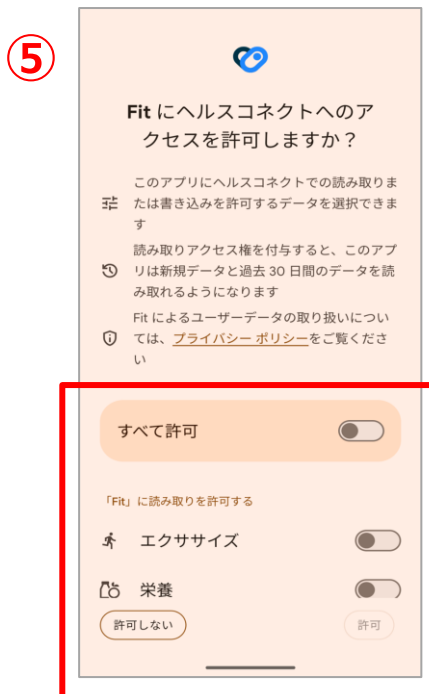 ⑤
Fit にヘルスコネクトへのア
クセスを許可しますか？
このアプリにヘルスコネクトでの読み取りま
たは書き込みを許可するデータを選択できま
す
読み取りアクセス権を付与すると、このアプ
リは新規データと過去 30 日間のデータを読
み取れるようになります
Fit によるユーザーデータの取り扱いについ
ては、プライバシー ポリシーをご覧くださ
い
すべて許可
「Fit」に読み取りを許可する
エクササイズ
栄養
許可しない
許可